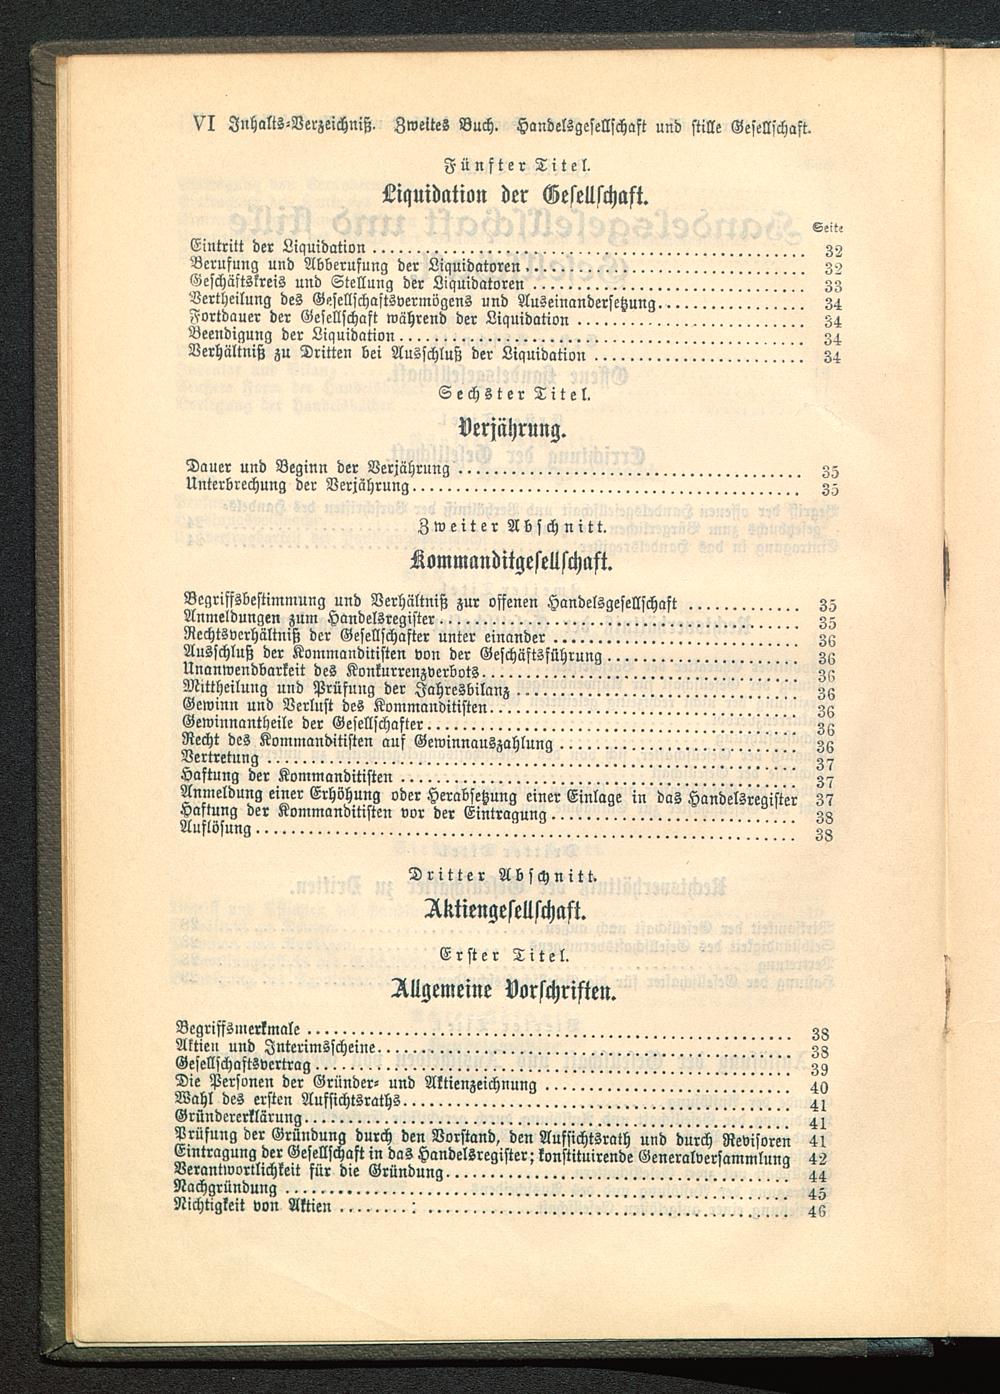 VI Inhalts-Verzeichniß. Zweites Buch. Handelsgesellschaft und stille Gesellschaft.
Fünfter Titel.
Liquidation der Gesellschaft.
Seite
Eintritt der Liquidation ........ 32
Berufung und Abberufung der Liquidatoren ........ 32
Geschäftskreis und Stellung der Liquidatoren ........ 33
Vertheilung des Gesellschaftsvermögens und Auseinandersetzung ........ 34
Fortdauer der Gesellschaft während der Liquidation ........ 34
Beendigung der Liquidation ........ 34
Verhältniß zu Dritten bei Ausschluß der Liquidation ........ 34
Sechster Titel.
Verjährung.
Dauer und Beginn der Verjährung ........ 35
Unterbrechung der Verjährung ........ 35
Zweiter Abschnitt.
Kommanditgesellschaft.
Begriffsbestimmung und Verhältniß zur offenen Handelsgesellschaft ........ 35
Anmeldungen zum Handelsregister ........ 35
Rechtsverhältniß der Gesellschafter unter einander ........ 36
Ausschluß der Kommanditisten von der Geschäftsführung ........ 36
Unanwendbarkeit des Konkurrenzverbots ........ 36
Mittheilung und Prüfung der Jahresbilanz ........ 36
Gewinn und Verlust des Kommanditisten ........ 36
Gewinnantheile der Gesellschafter ........ 36
Recht des Kommanditisten auf Gewinnauszahlung ........ 36
Vertretung ........ 37
Haftung der Kommanditisten ........ 37
Anmeldung einer Erhöhung oder Herabsetzung einer Einlage in das Handelsregister 37
Haftung der Kommanditisten vor der Eintragung ........ 38
Auflösung ........ 38
Dritter Abschnitt.
Aktiengesellschaft.
Erster Titel.
Allgemeine Vorschriften.
Begriffsmerkmale ........ 38
Aktien und Interimsscheine ........ 38
Gesellschaftsvertrag ........ 39
Die Personen der Gründer- und Aktienzeichnung ........ 40
Wahl des ersten Aufsichtsraths ........ 41
Gründererklärung ........ 41
Prüfung der Gründung durch den Vorstand, den Aufsichtsrath und durch Revisoren 41
Eintragung der Gesellschaft in das Handelsregister; konstituirende Generalversammlung 42
Verantwortlichkeit für die Gründung ........ 44
Nachgründung ........ 45
Nichtigkeit von Aktien ........ 46